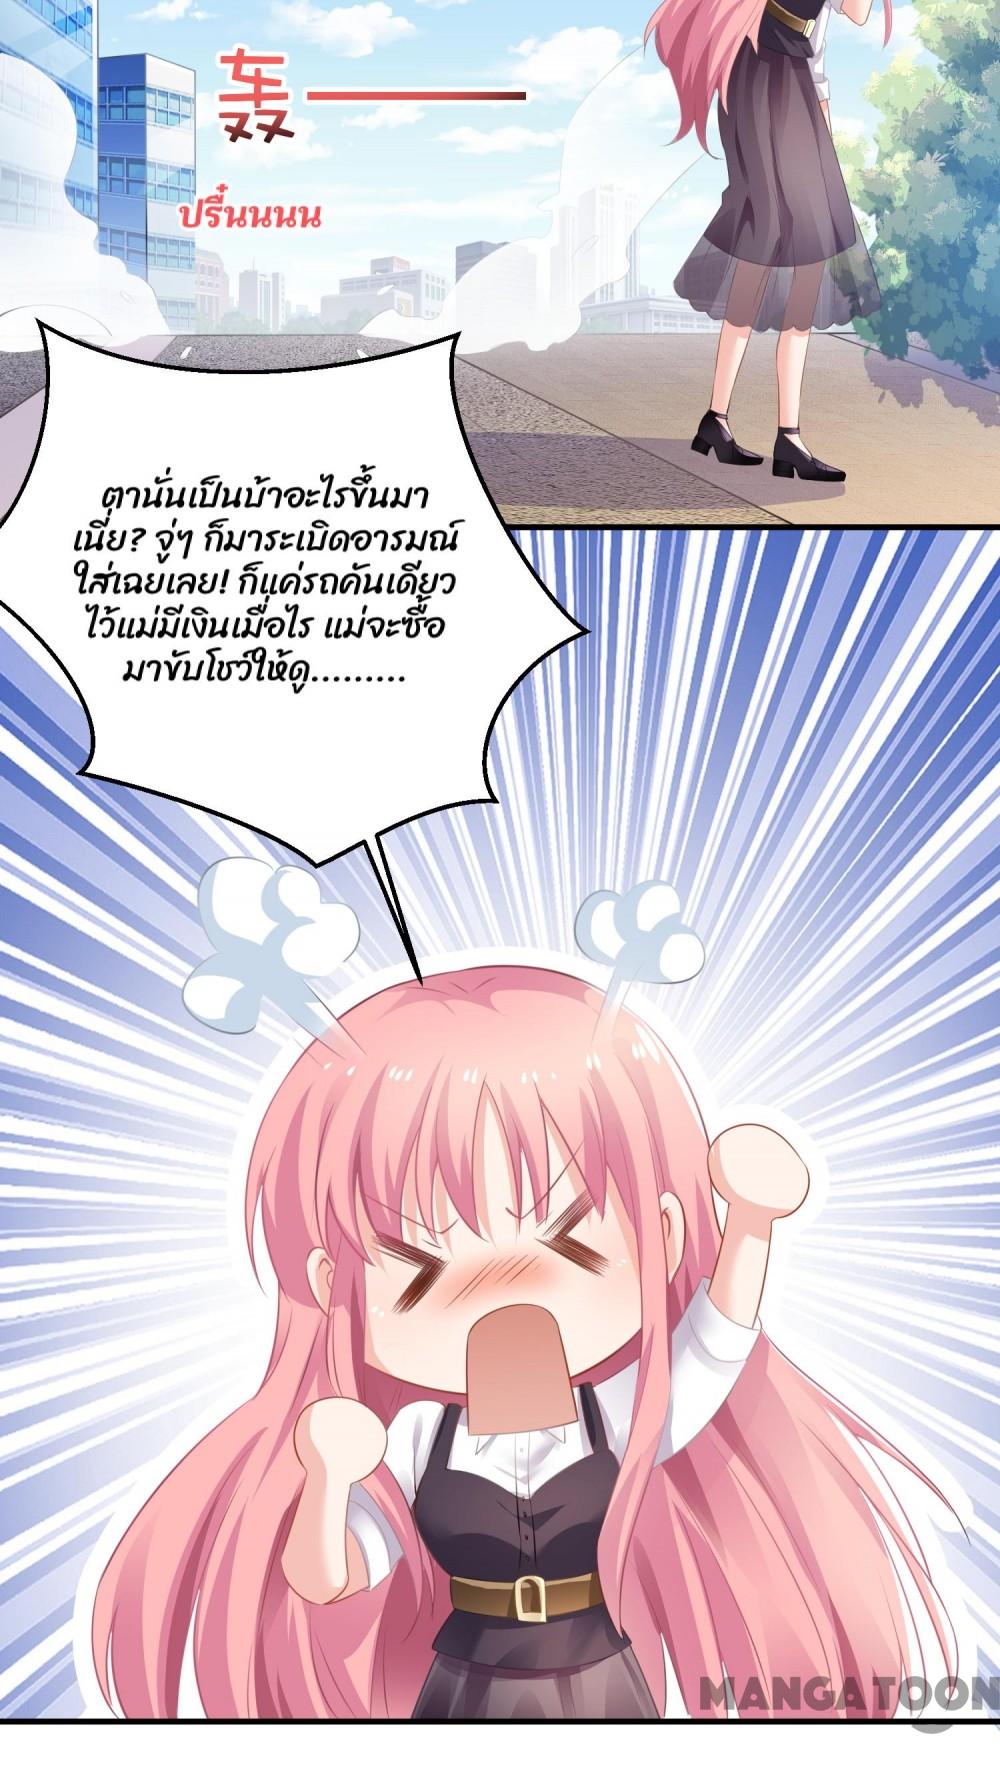 轰
ปรื๋นนนน
ตานั่นเป็นบ้าอะไรขึ้นมา
เนี่ย? จู่ๆ ก็มาระเบิดอารมณ์
ใส่เฉยเลย! ก็แค่รถคันเดียว
ไว้แม่มีเงินเมื่อไร แม่จะซื้อ
มาขับโชว์ให้ดู.........
MANGATOON